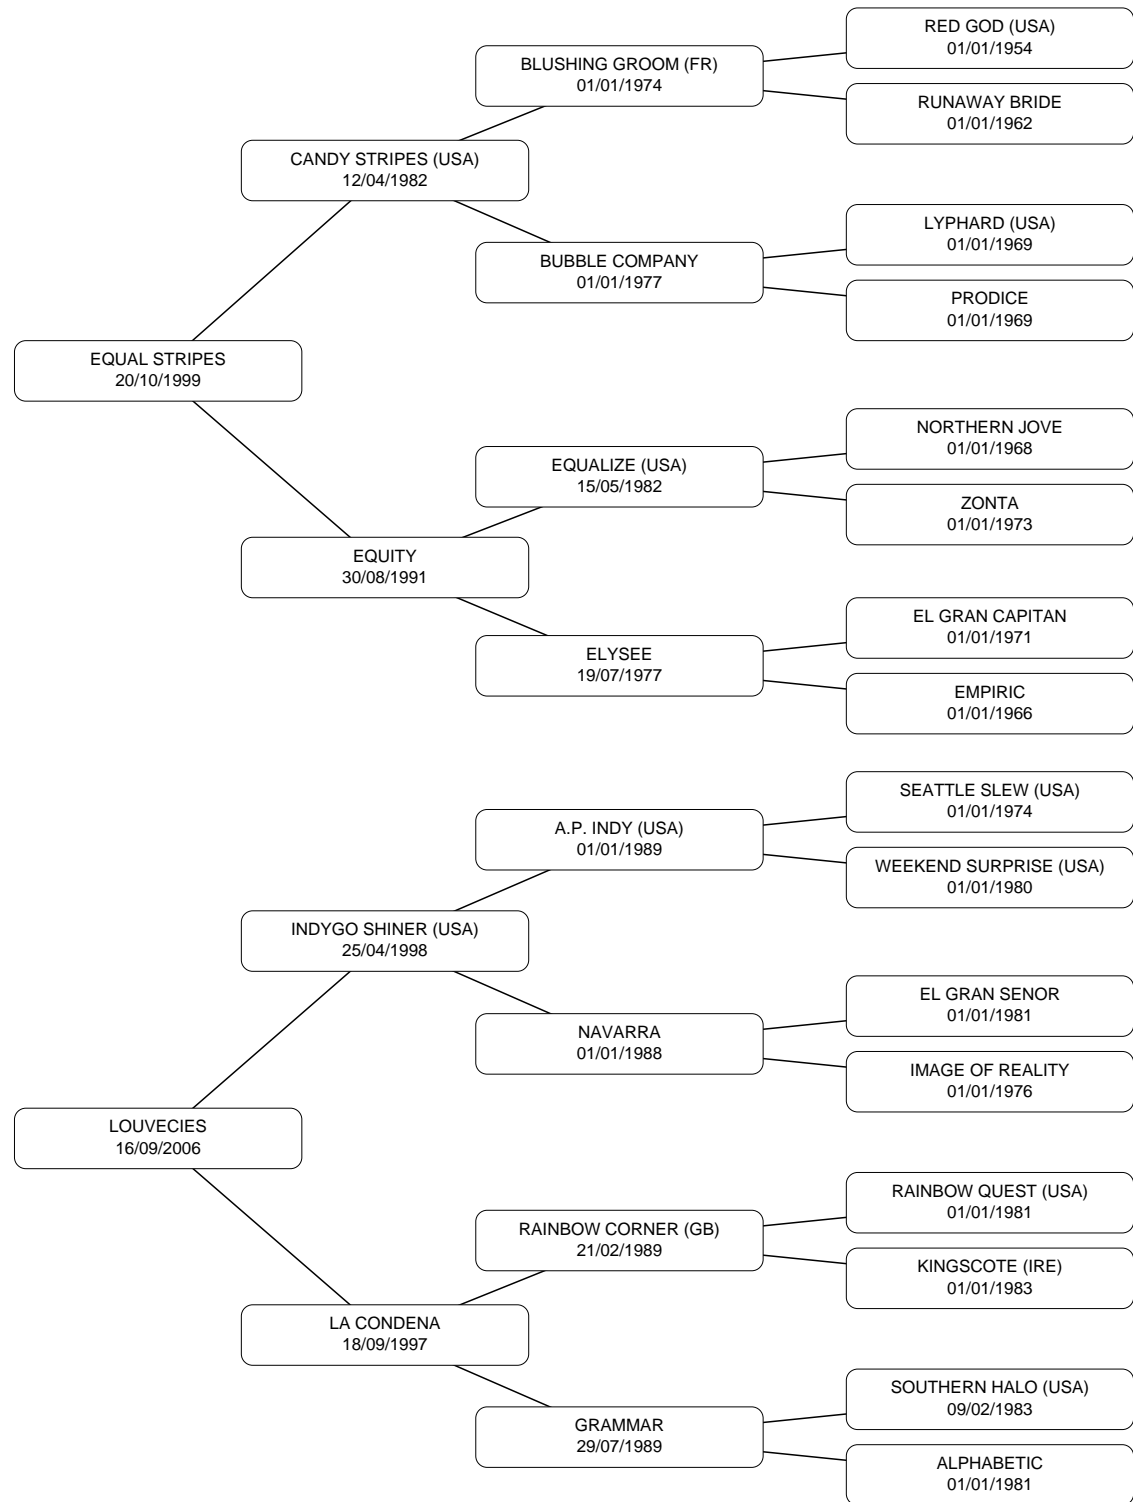 RED GOD (USA)
01/01/1954
BLUSHING GROOM (FR)
01/01/1974
RUNAWAY BRIDE
01/01/1962
CANDY STRIPES (USA)
12/04/1982
LYPHARD (USA)
01/01/1969
BUBBLE COMPANY
01/01/1977
PRODICE
01/01/1969
EQUAL STRIPES
20/10/1999
NORTHERN JOVE
01/01/1968
EQUALIZE (USA)
15/05/1982
ZONTA
01/01/1973
EQUITY
30/08/1991
EL GRAN CAPITAN
01/01/1971
ELYSEE
19/07/1977
EMPIRIC
01/01/1966
SEATTLE SLEW (USA)
01/01/1974
A.P. INDY (USA)
01/01/1989
WEEKEND SURPRISE (USA)
01/01/1980
INDYGO SHINER (USA)
25/04/1998
EL GRAN SENOR
01/01/1981
NAVARRA
01/01/1988
IMAGE OF REALITY
01/01/1976
LOUVECIES
16/09/2006
RAINBOW QUEST (USA)
01/01/1981
RAINBOW CORNER (GB)
21/02/1989
KINGSCOTE (IRE)
01/01/1983
LA CONDENA
18/09/1997
SOUTHERN HALO (USA)
09/02/1983
GRAMMAR
29/07/1989
ALPHABETIC
01/01/1981